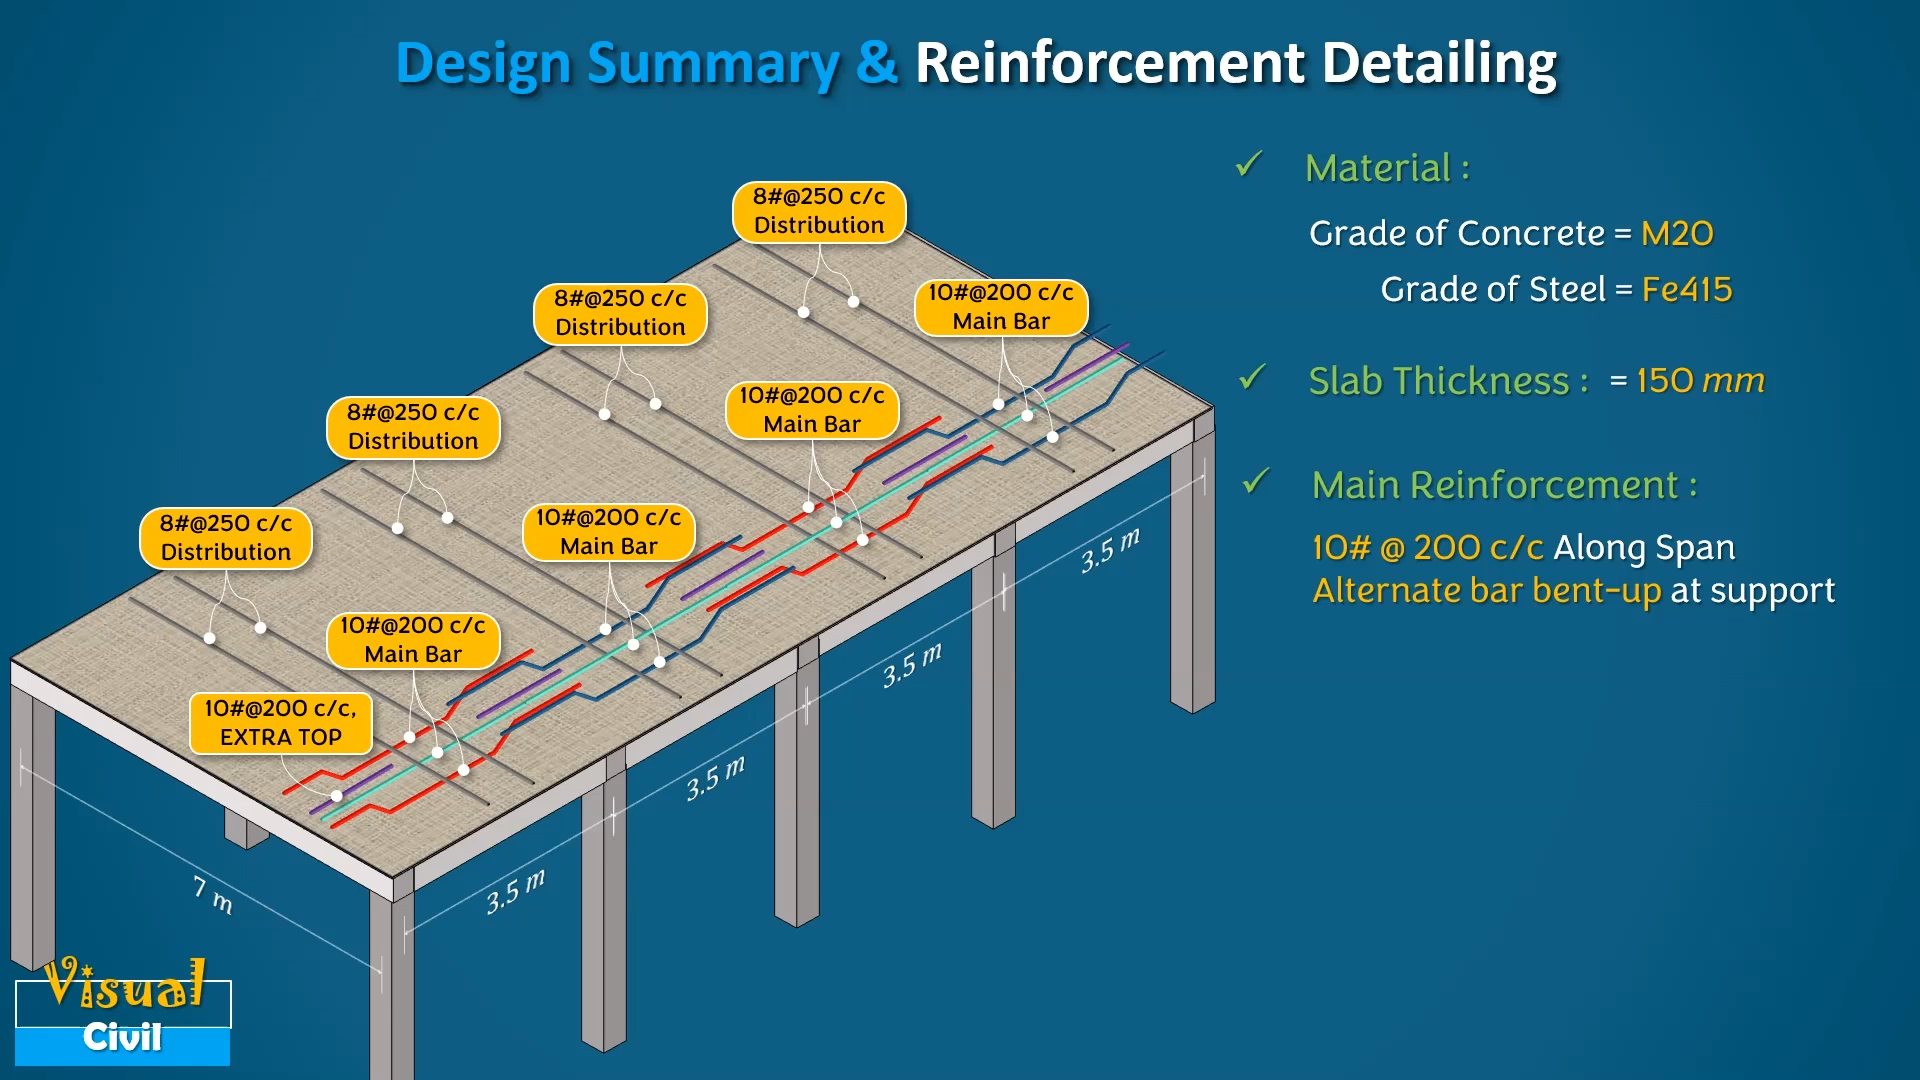 Design Summary & Reinforcement Detailing
8#@250 c/c
Distribution
8#@250 c/c
Distribution
8#@250 c/c
Distribution
8#@250 c/c
Distribution
10#@200 c/c
Main Bar
10#@200 c/c
Main Bar
10#@200 c/c
Main Bar
10#@200 c/c
Main Bar
10#@200 c/c,
EXTRA TOP
7 m
3.5 m
3.5 m
3.5 m
3.5 m
✓ Material :
Grade of Concrete = M20
Grade of Steel = Fe415
✓ Slab Thickness : = 150 mm
✓ Main Reinforcement :
10# @ 200 c/c Along Span
Alternate bar bent-up at support
Visual
Civil